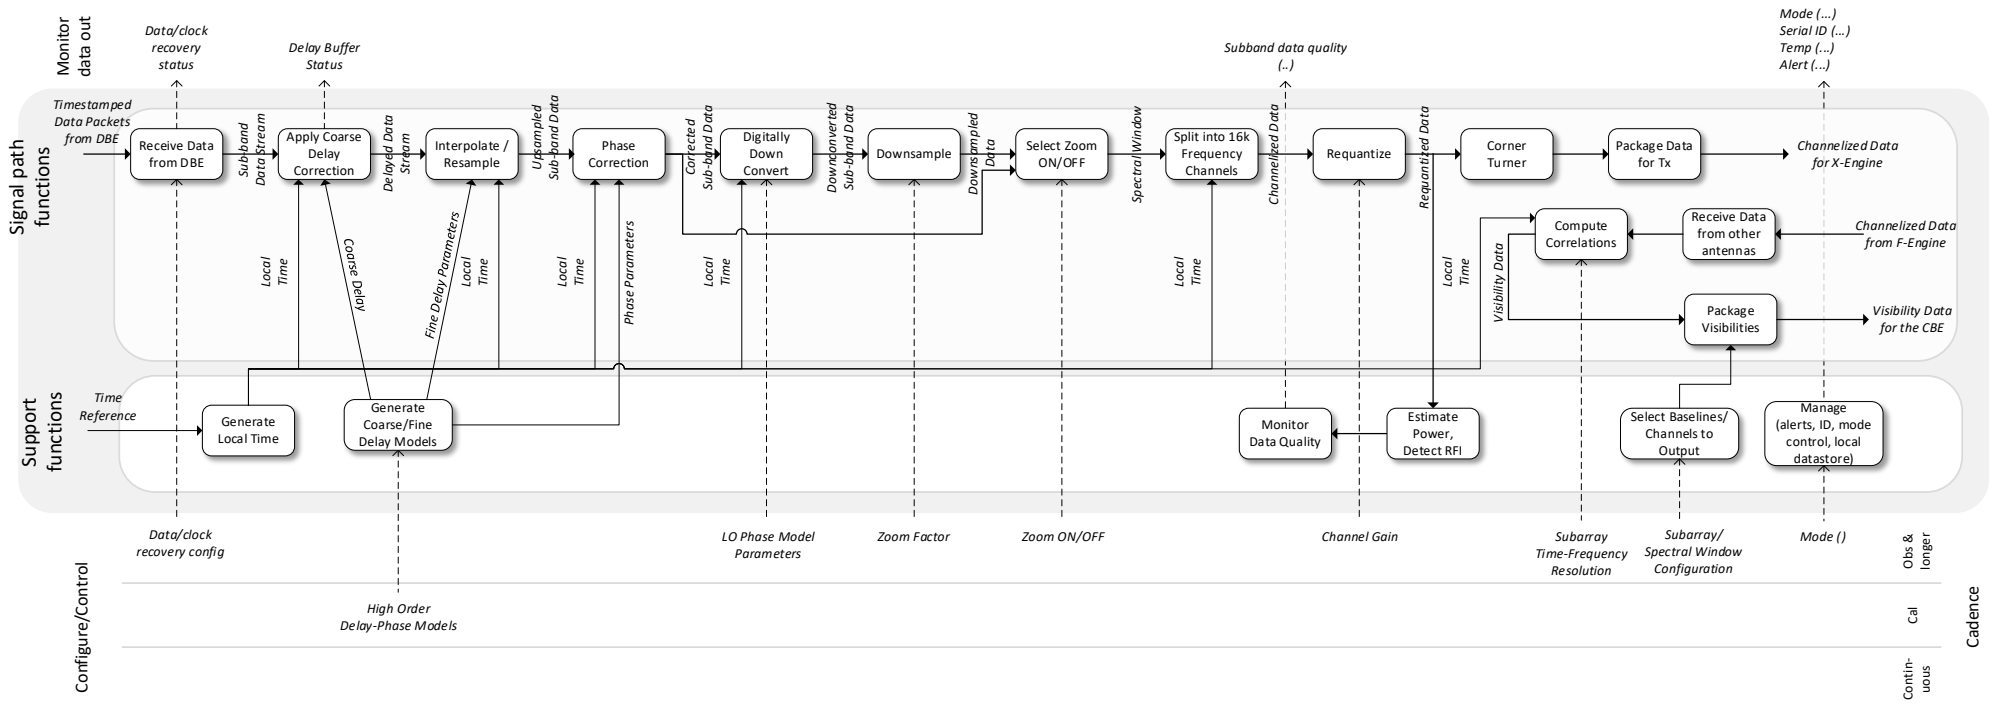 Monitor
data out
Data/clock
recovery
status
Delay Buffer
Status
Subband data quality
(..)
Mode (...)
Serial ID (...)
Temp (...)
Alert (...)
Signal path
functions
Timestamped
Data Packets
from DBE
Receive Data
from DBE
Sub-band
Data Stream
Apply Coarse
Delay
Correction
Delayed Data
Stream
Interpolate /
Resample
Upsampled
Sub-band Data
Phase
Correction
Corrected
Sub-band Data
Digitally
Down
Convert
Downconverted
Sub-band Data
Downsample
Downsampled
Data
Select Zoom
ON/OFF
Spectral Window
Split into 16k
Frequency
Channels
Channelized Data
Requantize
Requantized Data
Corner
Turner
Package Data
for Tx
Channelized Data
for X-Engine
Compute
Correlations
Receive Data
from other
antennas
Channelized Data
from F-Engine
Local
Time
Coarse Delay
Fine Delay Parameters
Local
Time
Local
Time
Phase Parameters
Local
Time
Local
Time
Local
Time
Visibility Data
Package
Visibilities
Visibility Data
for the CBE
Support
functions
Time
Reference
Generate
Local Time
Generate
Coarse/Fine
Delay Models
Monitor
Data Quality
Estimate
Power,
Detect RFI
Select Baselines/
Channels to
Output
Manage
(alerts, ID, mode
control, local
datastore)
Configure/Control
Data/clock
recovery config
LO Phase Model
Parameters
Zoom Factor
Zoom ON/OFF
Channel Gain
Subarray
Time-Frequency
Resolution
Subarray/
Spectral Window
Configuration
Mode ()
Obs &
longer
High Order
Delay-Phase Models
Cal
Contin-
uous
Cadence